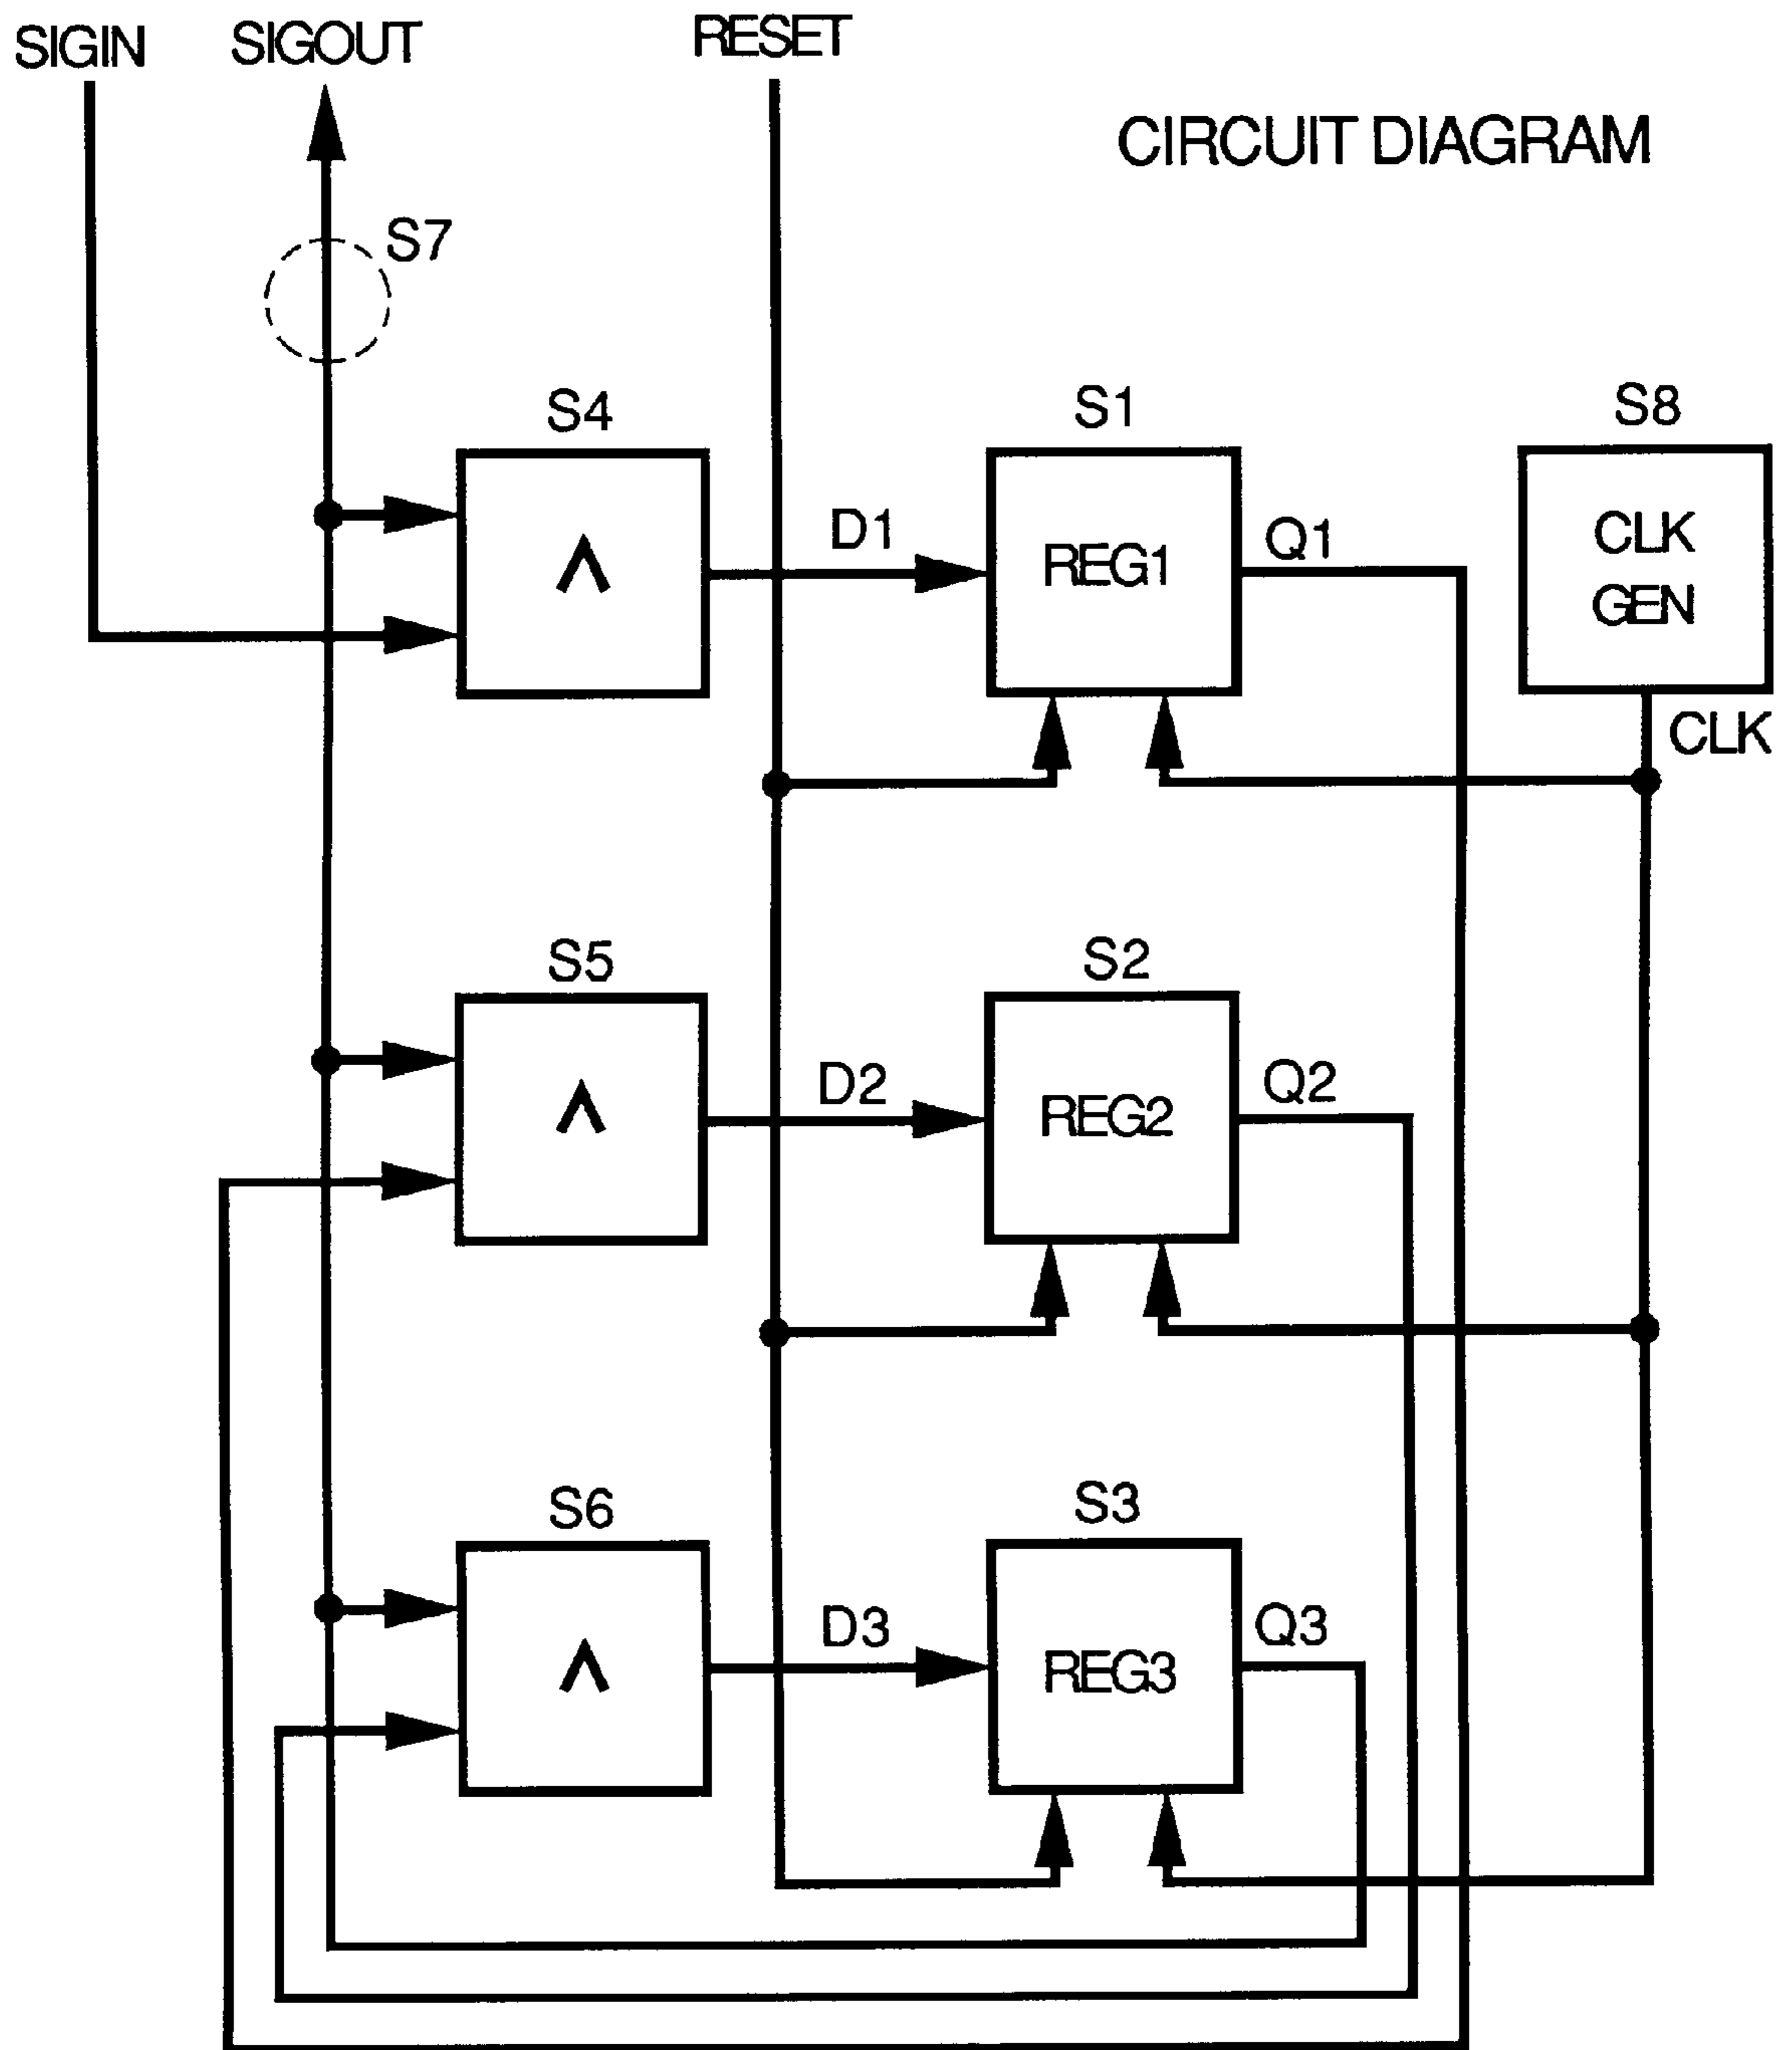 SIGIN
SIGOUT
RESET
CIRCUIT DIAGRAM
S7
S4
S1
S8
D1
REG1
Q1
CLK
GEN
CLK
S5
S2
D2
REG2
Q2
S6
S3
D3
REG3
Q3